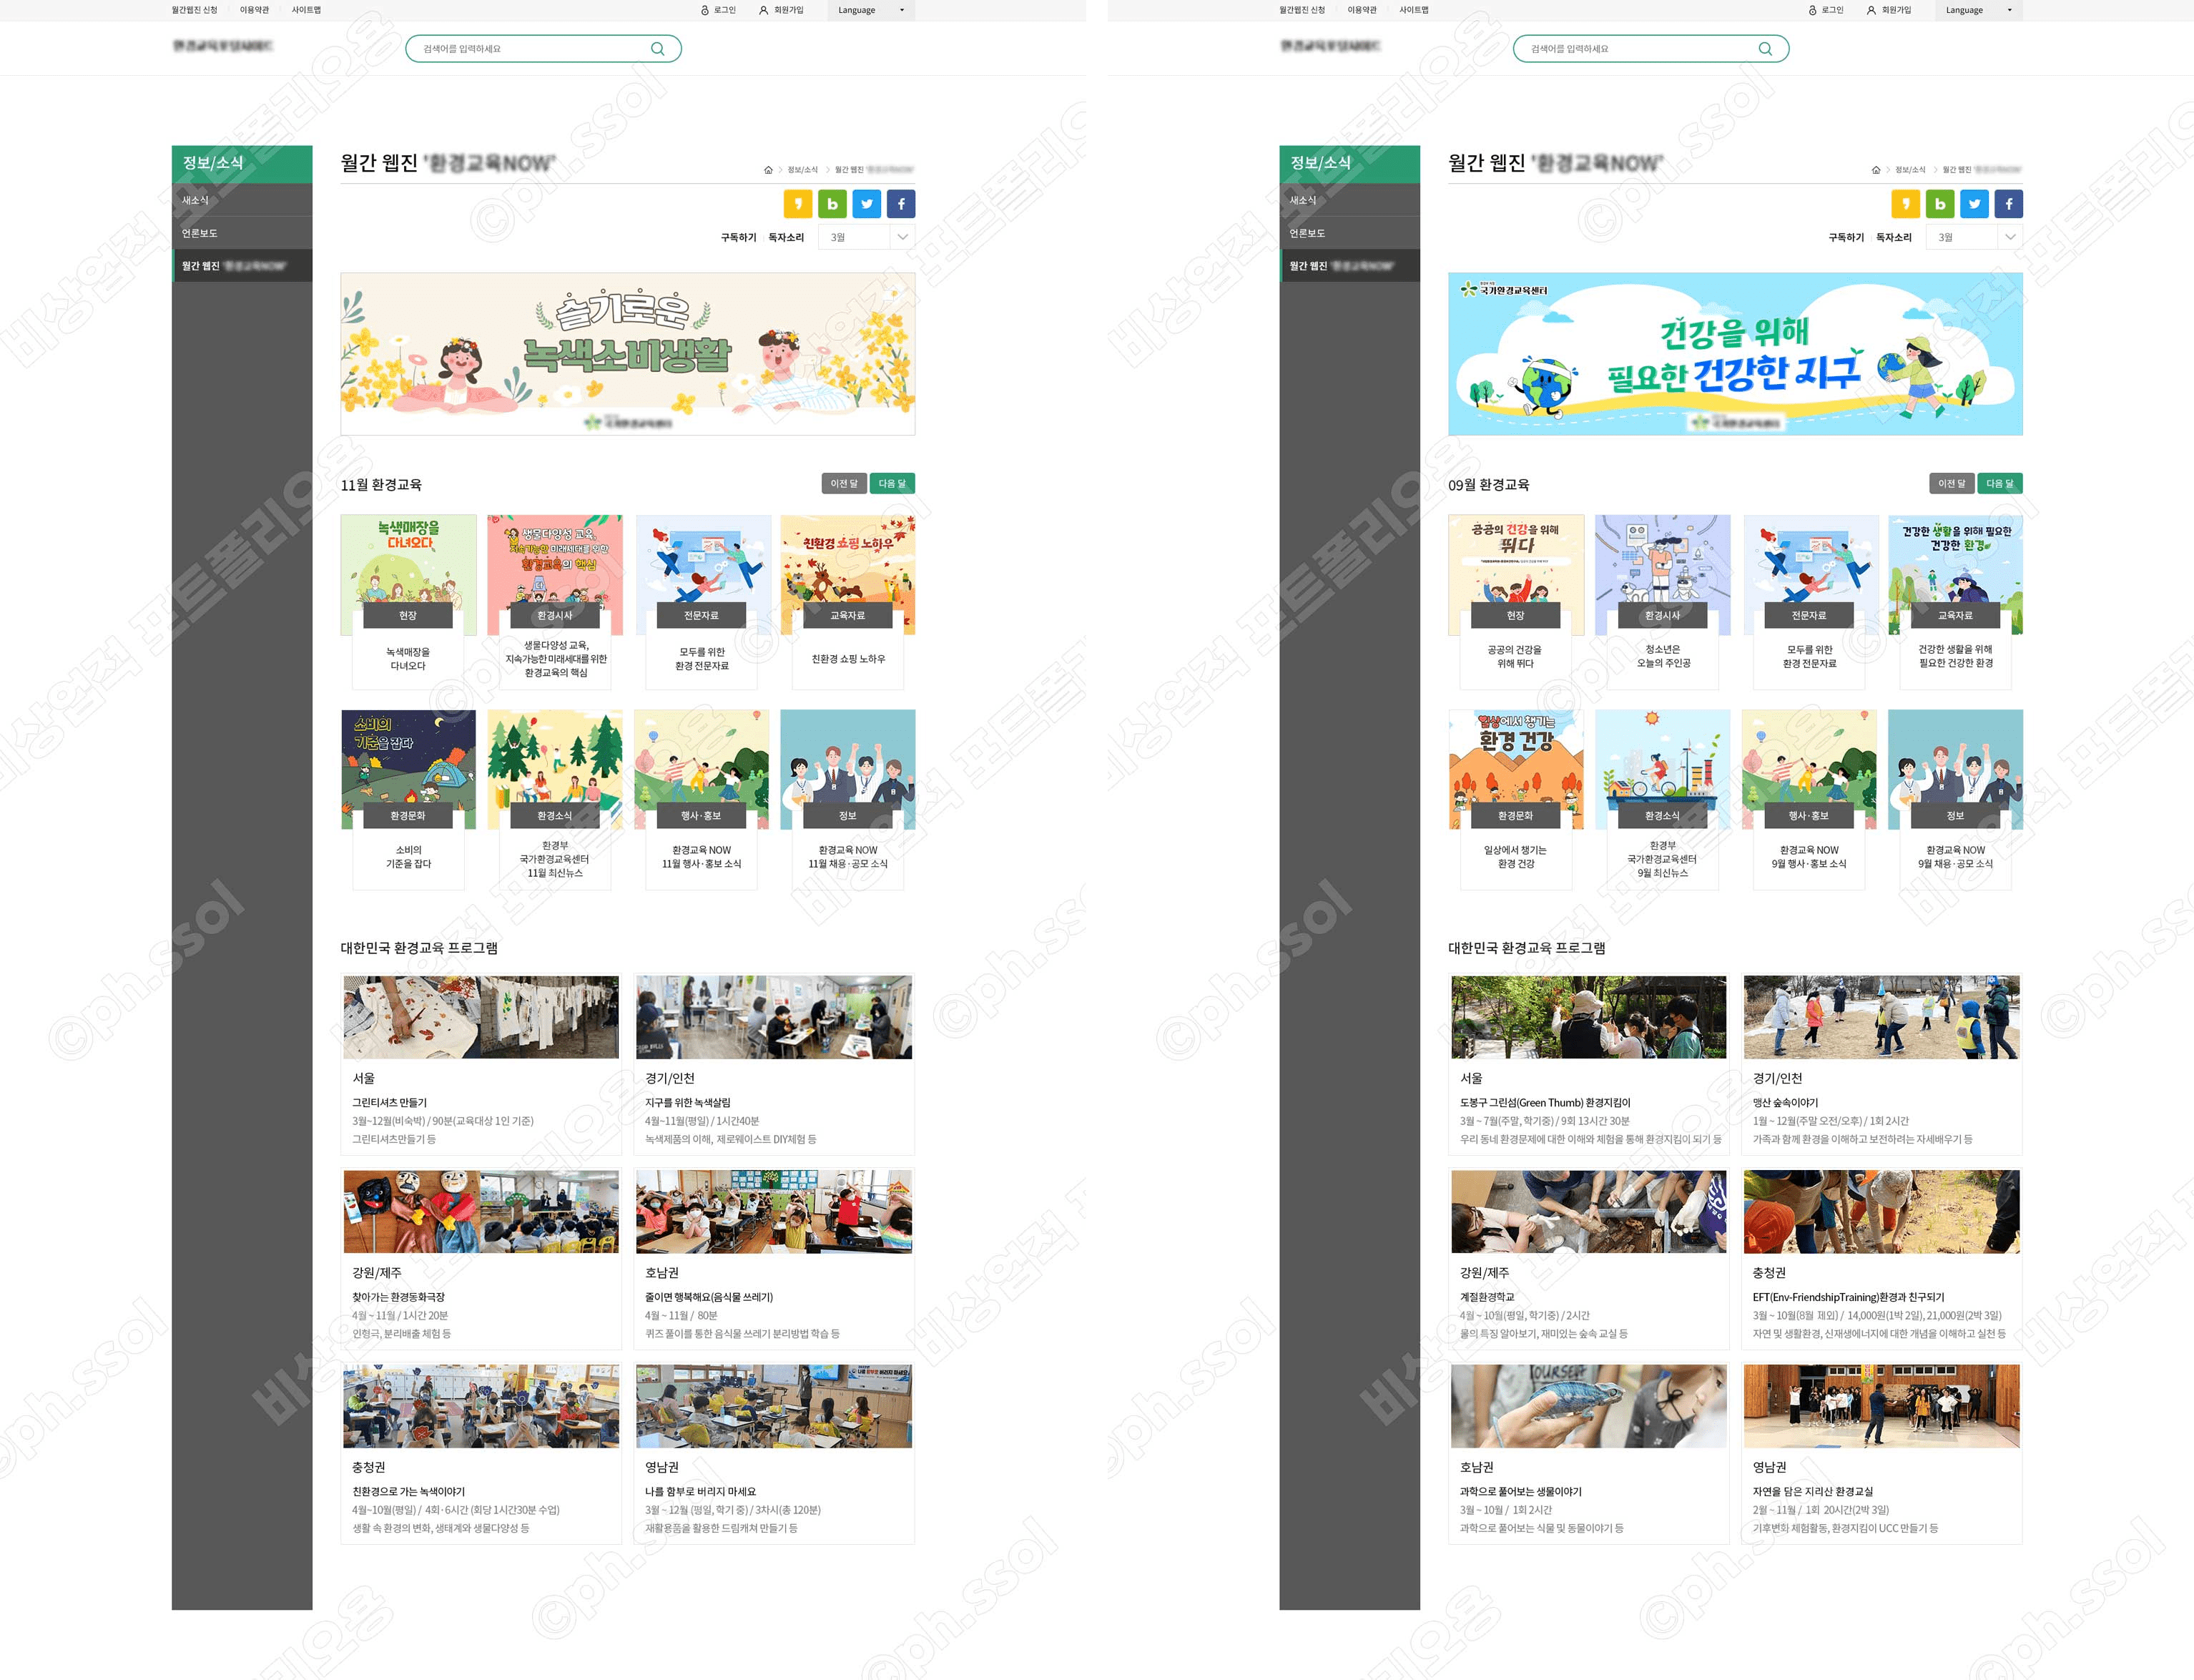 월간웹진 신청
이용약관
사이트맵
로그인
회원가입
Language
검색어를 입력하세요
정보/소식
새소식
언론보도
월간 웹진
월간 웹진 '환경교육NOW'
정보/소식
월간 웹진
구독하기
독자소리
3월
슬기로운
녹색소비생활
국가환경교육센터
11월 환경교육
이전 달
다음 달
녹색매장을
다녀오다
현장
녹색매장을
다녀오다
생물다양성 교육,
지속가능한 미래세대를 위한
환경교육의 핵심
환경시사
생물다양성 교육,
지속가능한 미래세대를 위한
환경교육의 핵심
전문자료
모두를 위한
환경 전문자료
친환경 쇼핑 노하우
교육자료
친환경 쇼핑 노하우
소비의
기준을 잡다
환경문화
소비의
기준을 잡다
환경소식
환경부
국가환경교육센터
11월 최신뉴스
행사·홍보
환경교육 NOW
11월 행사·홍보 소식
정보
환경교육 NOW
11월 채용·공모 소식
대한민국 환경교육 프로그램
서울
그린티셔츠 만들기
3월~12월(비숙박) / 90분(교육대상 1인 기준)
그린티셔츠만들기 등
경기/인천
지구를 위한 녹색살림
4월~11월(평일) / 1시간40분
녹색제품의 이해, 제로웨이스트 DIY체험 등
강원/제주
찾아가는 환경동화극장
4월 ~ 11월 / 1시간 20분
인형극, 분리배출 체험 등
호남권
줄이면 행복해요(음식물 쓰레기)
4월 ~ 11월 / 80분
퀴즈 풀이를 통한 음식물 쓰레기 분리방법 학습 등
충청권
친환경으로 가는 녹색이야기
4월~10월(평일) / 4회·6시간 (회당 1시간30분 수업)
생활 속 환경의 변화, 생태계와 생물다양성 등
영남권
나를 함부로 버리지 마세요
3월 ~ 12월 (평일, 학기 중) / 3차시(총 120분)
재활용품을 활용한 드림캐쳐 만들기 등
월간웹진 신청
이용약관
사이트맵
로그인
회원가입
Language
검색어를 입력하세요
정보/소식
새소식
언론보도
월간 웹진
월간 웹진 '환경교육NOW'
정보/소식
월간 웹진
구독하기
독자소리
3월
국가환경교육센터
건강을 위해
필요한 건강한 지구
09월 환경교육
이전 달
다음 달
공공의 건강을 위해
뛰다
현장
공공의 건강을
위해 뛰다
환경시사
청소년은
오늘의 주인공
전문자료
모두를 위한
환경 전문자료
건강한 생활을 위해 필요한
건강한 환경
교육자료
건강한 생활을 위해
필요한 건강한 환경
일상에서 챙기는
환경 건강
환경문화
일상에서 챙기는
환경 건강
환경소식
환경부
국가환경교육센터
9월 최신뉴스
행사·홍보
환경교육 NOW
9월 행사·홍보 소식
정보
환경교육 NOW
9월 채용·공모 소식
대한민국 환경교육 프로그램
서울
도봉구 그린섬(Green Thumb) 환경지킴이
3월 ~ 7월(주말, 학기중) / 9회 13시간 30분
우리 동네 환경문제에 대한 이해와 체험을 통해 환경지킴이 되기 등
경기/인천
맹산 숲속이야기
1월 ~ 12월(주말 오전/오후) / 1회 2시간
가족과 함께 환경을 이해하고 보전하려는 자세배우기 등
강원/제주
계절환경학교
4월 ~ 10월(평일, 학기중) / 2시간
물의 특징 알아보기, 재미있는 숲속 교실 등
충청권
EFT(Env-FriendshipTraining)환경과 친구되기
3월 ~ 10월(8월 제외) / 14,000원(1박 2일), 21,000원(2박 3일)
자연 및 생활환경, 신재생에너지에 대한 개념을 이해하고 실천 등
호남권
과학으로 풀어보는 생물이야기
3월 ~ 10월 / 1회 2시간
과학으로 풀어보는 식물 및 동물이야기 등
영남권
자연을 담은 지리산 환경교실
2월 ~ 11월 / 1회 20시간(2박 3일)
기후변화 체험활동, 환경지킴이 UCC 만들기 등
비상업적 포트폴리오용
©ph.ssol